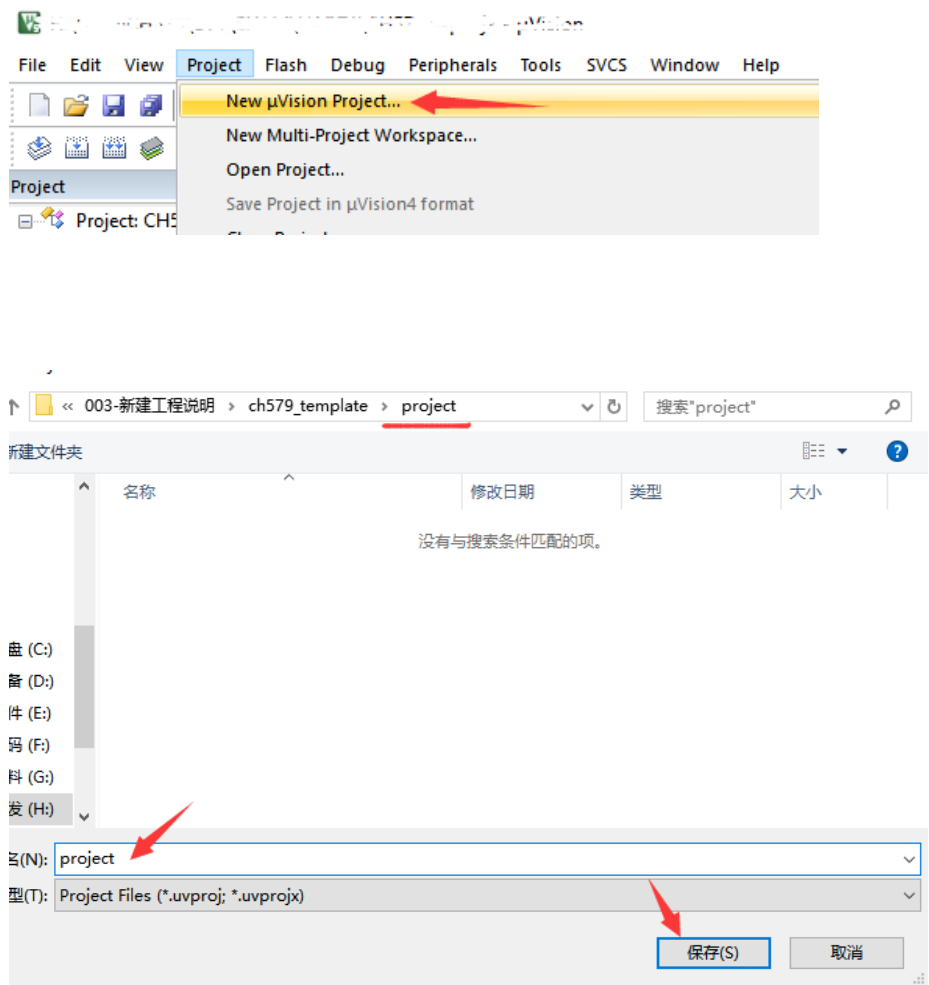 File Edit View Project Flash Debug Peripherals Tools SVCS Window Help
New µVision Project...
New Multi-Project Workspace...
Open Project...
Project
Save Project in µVision4 format
Project: CH5
« 003-新建工程说明 › ch579_template › project
搜索"project"
新建文件夹
名称 修改日期 类型 大小
没有与搜索条件匹配的项。
盘 (C:)
备 (D:)
件 (E:)
码 (F:)
料 (G:)
发 (H:)
名(N): project
型(T): Project Files (*.uvproj; *.uvprojx)
保存(S) 取消